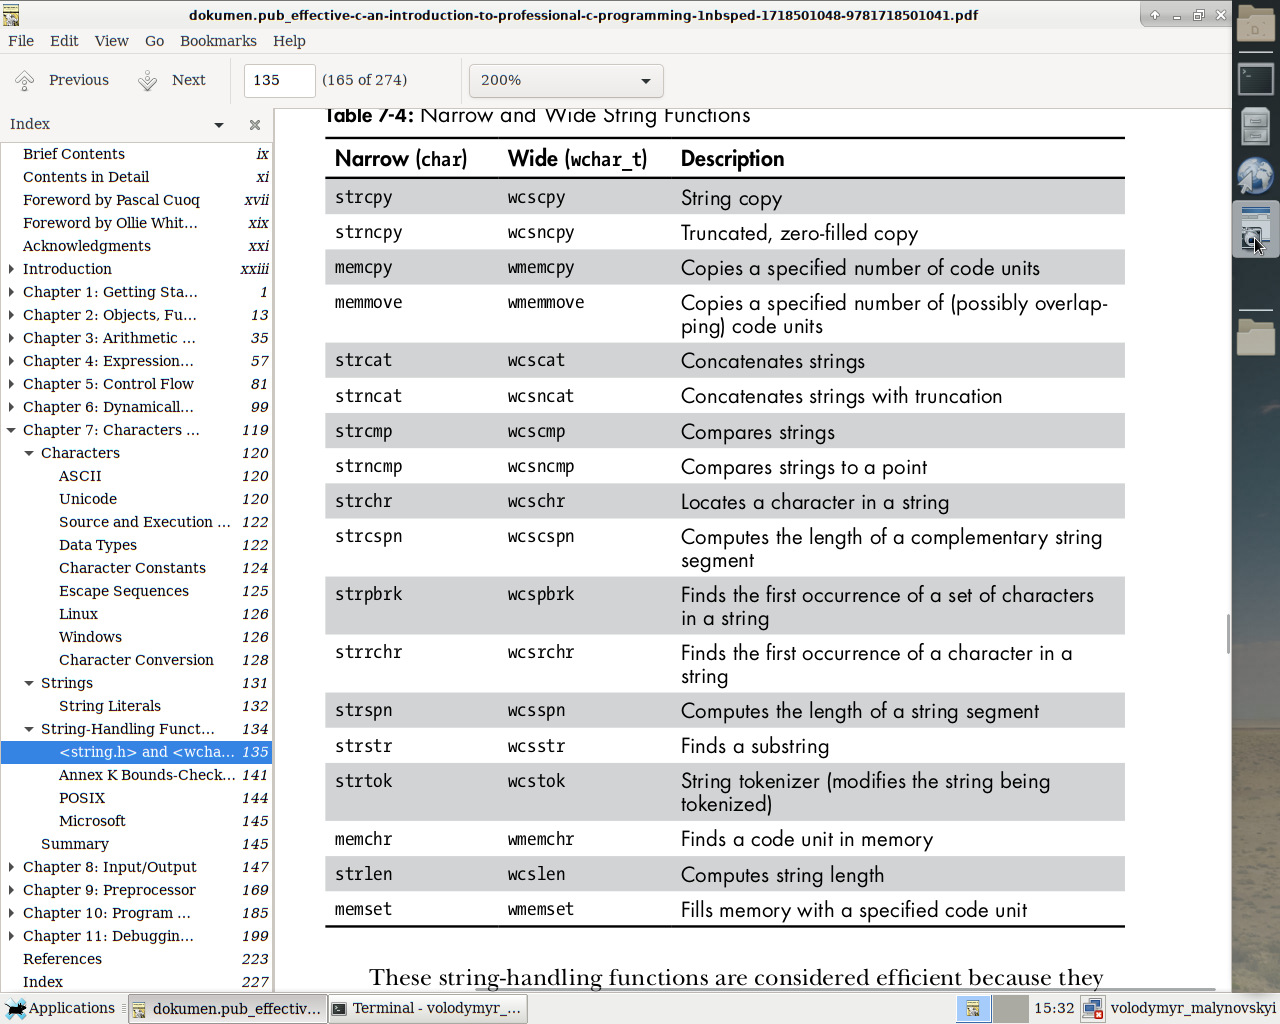 dokumen.pub_effective-c-an-introduction-to-professional-c-programming-1nbsped-1718501048-9781718501041.pdf
File Edit View Go Bookmarks Help
Previous Next 135 (165 of 274) 200%
Index
Brief Contents ix
Contents in Detail xi
Foreword by Pascal Cuoq xvii
Foreword by Ollie Whit... xix
Acknowledgments xxi
Introduction xxiii
Chapter 1: Getting Sta... 1
Chapter 2: Objects, Fu... 13
Chapter 3: Arithmetic ... 35
Chapter 4: Expression... 57
Chapter 5: Control Flow 81
Chapter 6: Dynamicall... 99
Chapter 7: Characters ... 119
Characters 120
ASCII 120
Unicode 120
Source and Execution ... 122
Data Types 122
Character Constants 124
Escape Sequences 125
Linux 126
Windows 126
Character Conversion 128
Strings 131
String Literals 132
String-Handling Funct... 134
<string.h> and <wcha... 135
Annex K Bounds-Check... 141
POSIX 144
Microsoft 145
Summary 145
Chapter 8: Input/Output 147
Chapter 9: Preprocessor 169
Chapter 10: Program ... 185
Chapter 11: Debuggin... 199
References 223
Index 227
Table 7-4: Narrow and Wide String Functions
Narrow (char) Wide (wchar_t) Description
strcpy wcscpy String copy
strncpy wcsncpy Truncated, zero-filled copy
memcpy wmemcpy Copies a specified number of code units
memmove wmemmove Copies a specified number of (possibly overlap-
ping) code units
strcat wcscat Concatenates strings
strncat wcsncat Concatenates strings with truncation
strcmp wcscmp Compares strings
strncmp wcsncmp Compares strings to a point
strchr wcschr Locates a character in a string
strcspn wcscspn Computes the length of a complementary string
segment
strpbrk wcspbrk Finds the first occurrence of a set of characters
in a string
strrchr wcsrchr Finds the first occurrence of a character in a
string
strspn wcsspn Computes the length of a string segment
strstr wcsstr Finds a substring
strtok wcstok String tokenizer (modifies the string being
tokenized)
memchr wmemchr Finds a code unit in memory
strlen wcslen Computes string length
memset wmemset Fills memory with a specified code unit
These string-handling functions are considered efficient because they
Applications dokumen.pub_effectiv... Terminal - volodymyr_... 15:32 volodymyr_malynovskyi